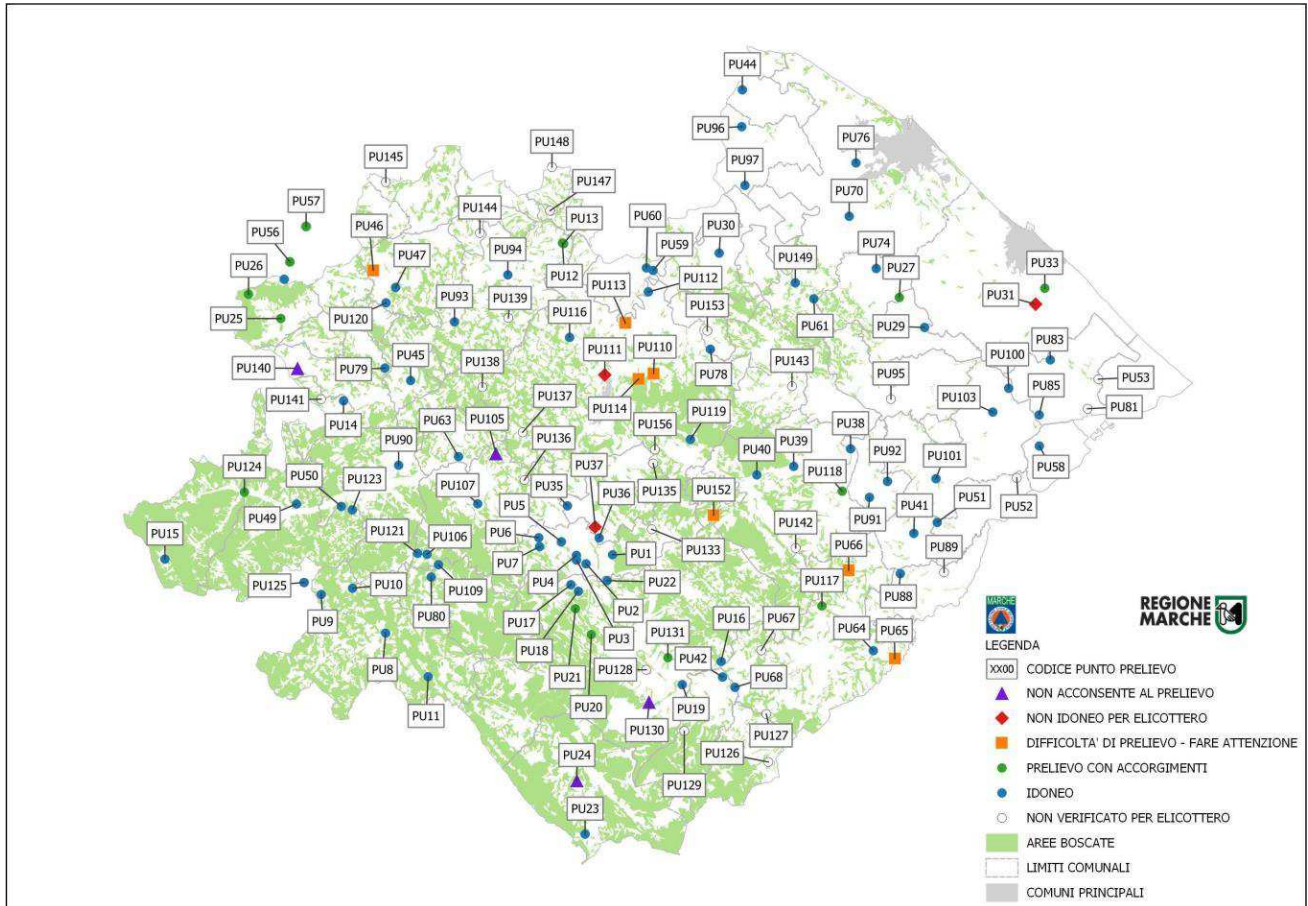 PU44
PU96
PU76
PU148
PU145
PU97
PU147
PU57
PU70
PU144
PU13
PU46
PU60
PU30
PU56
PU59
PU47
PU94
PU74
PU149
PU26
PU12
PU112
PU27
PU33
PU113
PU93
PU139
PU153
PU31
PU25
PU120
PU116
PU61
PU29
PU111
PU110
PU100
PU83
PU140
PU79
PU45
PU138
PU78
PU143
PU95
PU53
PU85
PU141
PU137
PU114
PU119
PU103
PU81
PU14
PU63
PU105
PU136
PU156
PU38
PU90
PU39
PU92
PU58
PU124
PU50
PU37
PU40
PU118
PU101
PU123
PU107
PU35
PU36
PU135
PU152
PU51
PU49
PU5
PU91
PU41
PU52
PU15
PU121
PU106
PU6
PU142
PU66
PU89
PU7
PU1
PU133
PU125
PU10
PU109
PU4
PU22
PU117
PU88
PU9
PU80
PU17
PU2
PU3
PU131
PU16
PU67
PU64
PU65
PU18
PU42
PU8
PU21
PU128
PU68
PU11
PU20
PU19
PU130
PU127
PU24
PU126
PU129
PU23
MARCHE
REGIONE
MARCHE
LEGENDA
XX00 CODICE PUNTO PRELIEVO
NON ACCONSENTE AL PRELIEVO
NON IDONEO PER ELICOTTERO
DIFFICOLTA' DI PRELIEVO - FARE ATTENZIONE
PRELIEVO CON ACCORGIMENTI
IDONEO
NON VERIFICATO PER ELICOTTERO
AREE BOSCATE
LIMITI COMUNALI
COMUNI PRINCIPALI